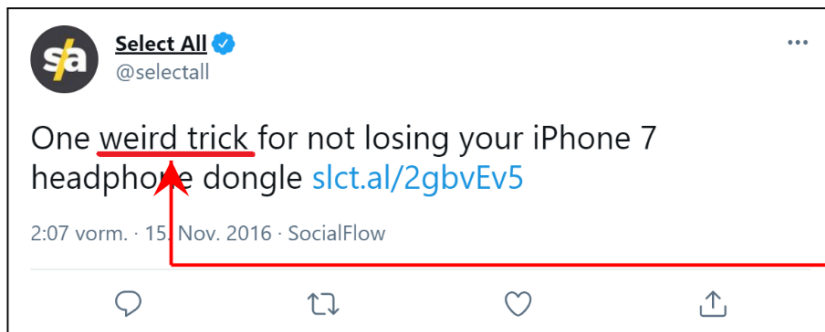 s/a
Select All
@selectall
One weird trick for not losing your iPhone 7
headphone dongle slct.al/2gbvEv5
2:07 vorm. · 15. Nov. 2016 · SocialFlow